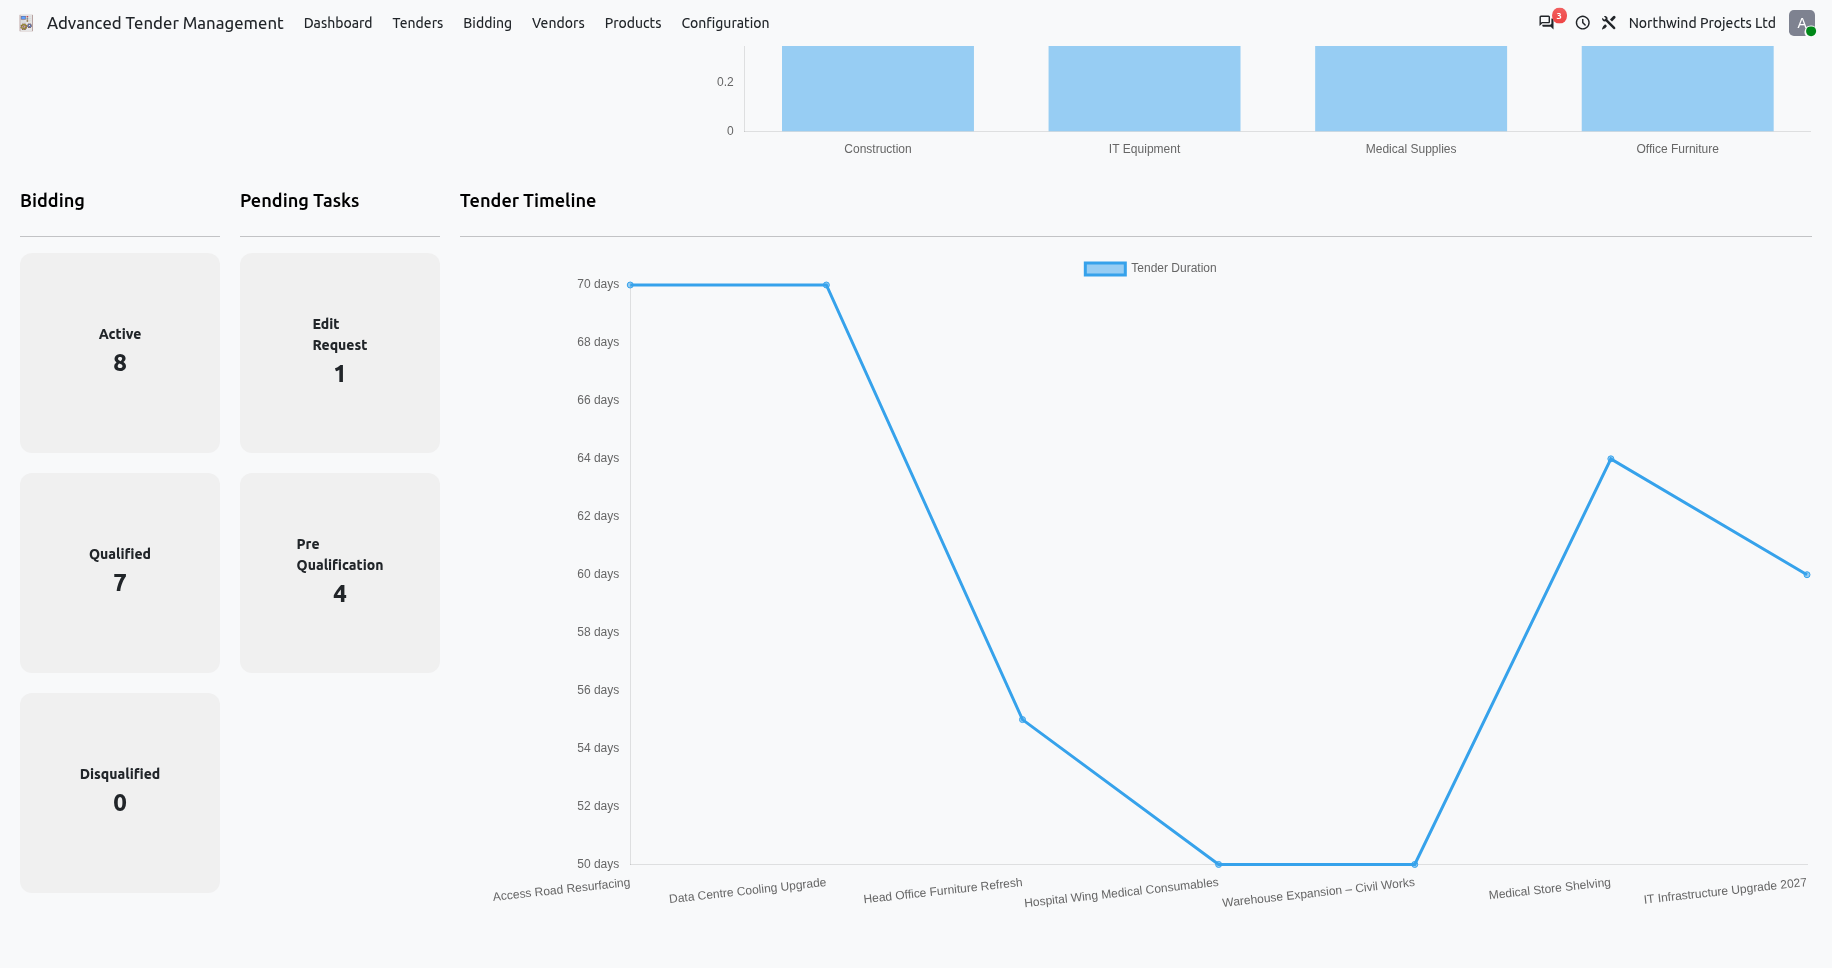 Advanced Tender Management Dashboard Tenders Bidding Vendors Products Configuration 3 Northwind Projects Ltd A
0.2
0
Construction IT Equipment Medical Supplies Office Furniture
Bidding
Active
8
Qualified
7
Disqualified
0
Pending Tasks
Edit
Request
1
Pre
Qualification
4
Tender Timeline
Tender Duration
70 days
68 days
66 days
64 days
62 days
60 days
58 days
56 days
54 days
52 days
50 days
Access Road Resurfacing
Data Centre Cooling Upgrade
Head Office Furniture Refresh
Hospital Wing Medical Consumables
Warehouse Expansion – Civil Works
Medical Store Shelving
IT Infrastructure Upgrade 2027